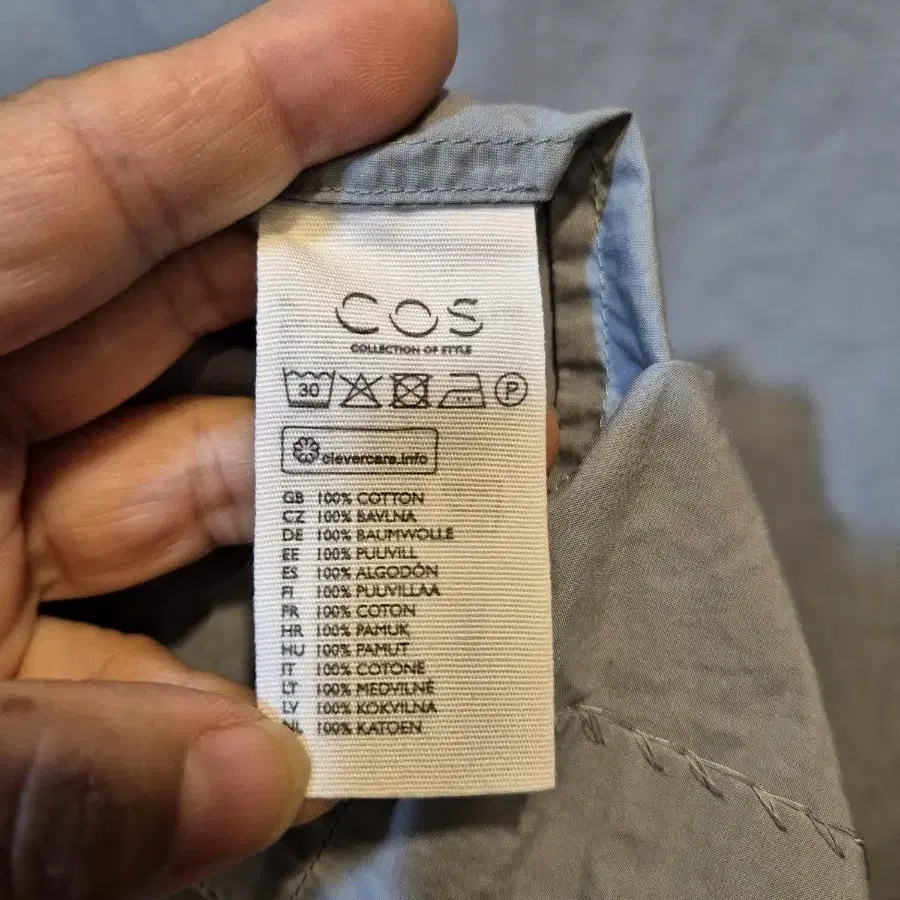 COS
COLLECTION OF STYLE
30 P
clevercare.info
GB 100% COTTON
CZ 100% BAVLNA
DE 100% BAUMWOLLE
EE 100% PUUVILL
ES 100% ALGODÓN
FI 100% PUUVILLAA
FR 100% COTON
HR 100% PAMUK
HU 100% PAMUT
IT 100% COTONE
LT 100% MEDVILNĖ
LV 100% KOKVILNA
NL 100% KATOEN